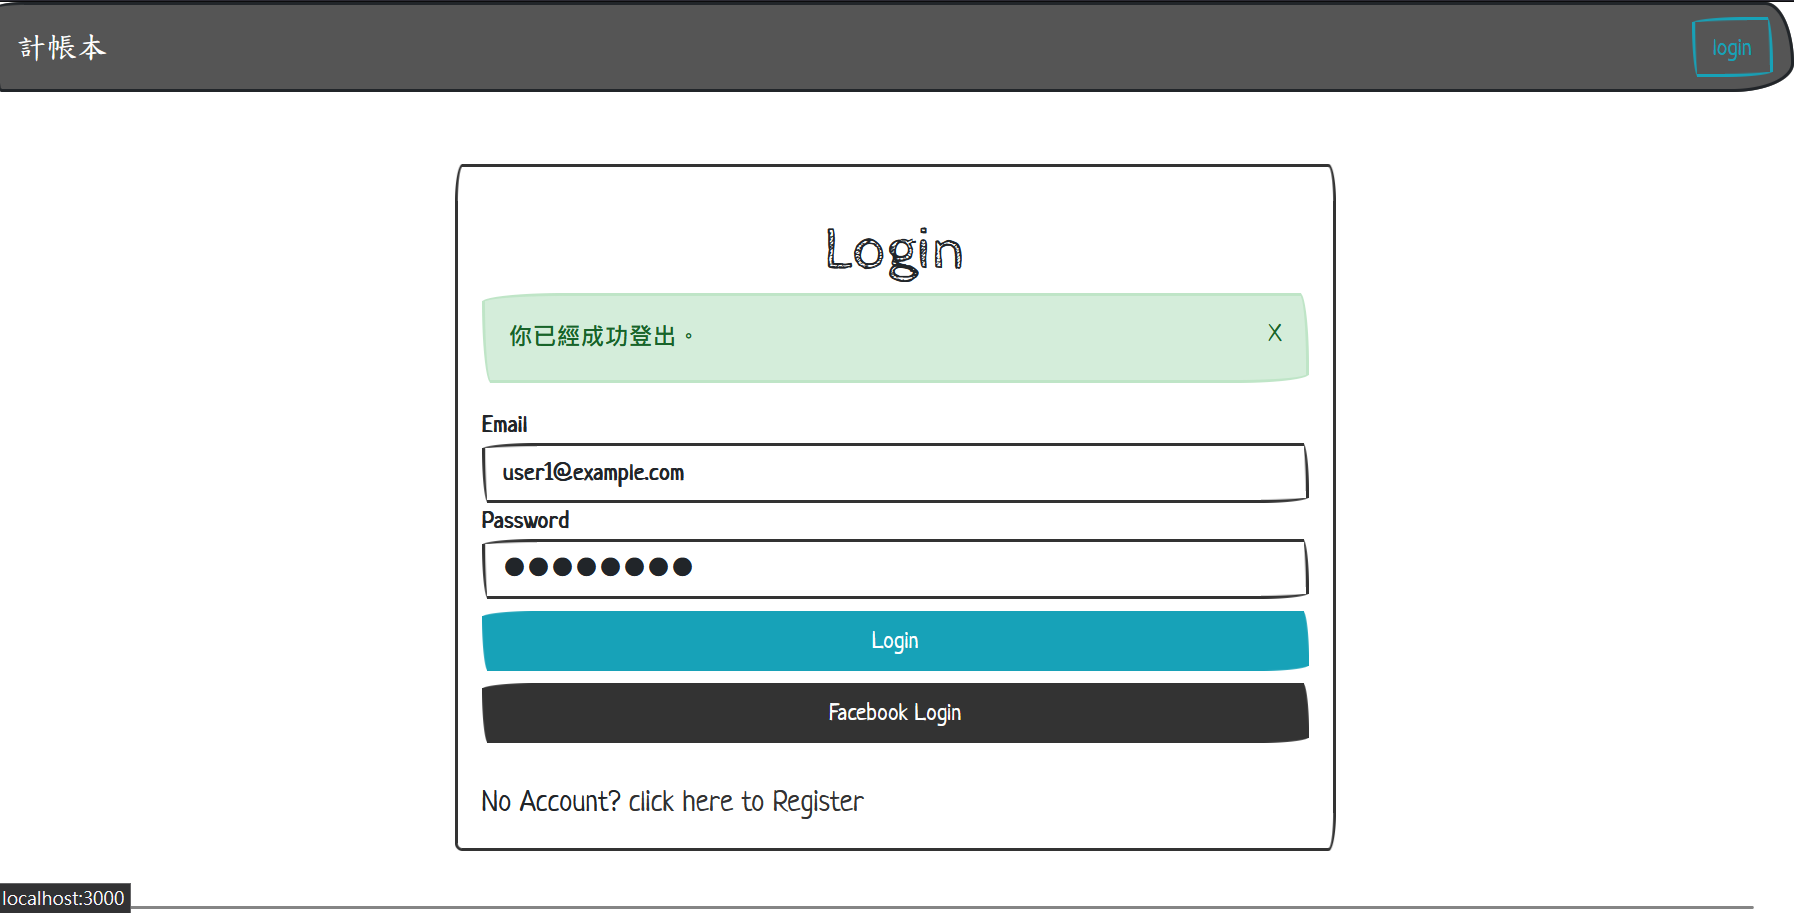 計帳本
login
Login
你已經成功登出。
X
Email
user1@example.com
Password
●●●●●●●●
Login
Facebook Login
No Account? click here to Register
localhost:3000